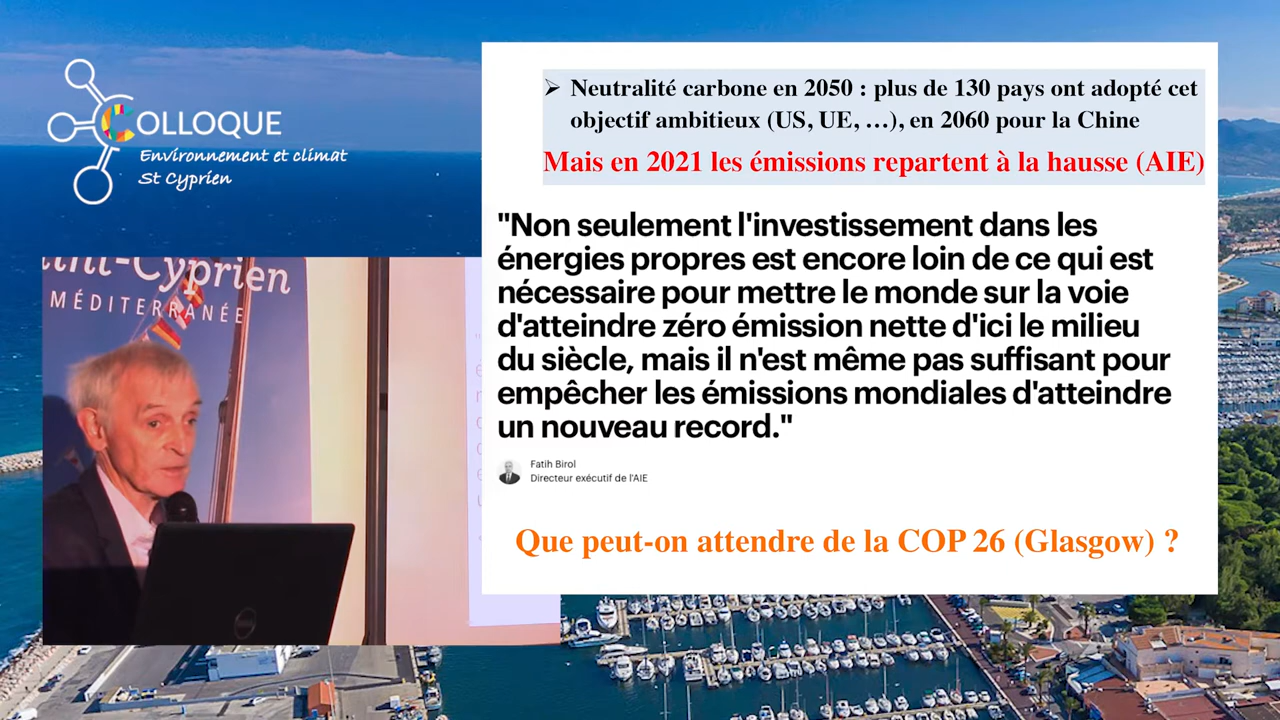 COLLOQUE
Environnement et climat
St Cyprien
int-Cyprien
MÉDITERRANÉE
➢ Neutralité carbone en 2050 : plus de 130 pays ont adopté cet
objectif ambitieux (US, UE, …), en 2060 pour la Chine
Mais en 2021 les émissions repartent à la hausse (AIE)
"Non seulement l'investissement dans les
énergies propres est encore loin de ce qui est
nécessaire pour mettre le monde sur la voie
d'atteindre zéro émission nette d'ici le milieu
du siècle, mais il n'est même pas suffisant pour
empêcher les émissions mondiales d'atteindre
un nouveau record."
Fatih Birol
Directeur exécutif de l'AIE
Que peut-on attendre de la COP 26 (Glasgow) ?